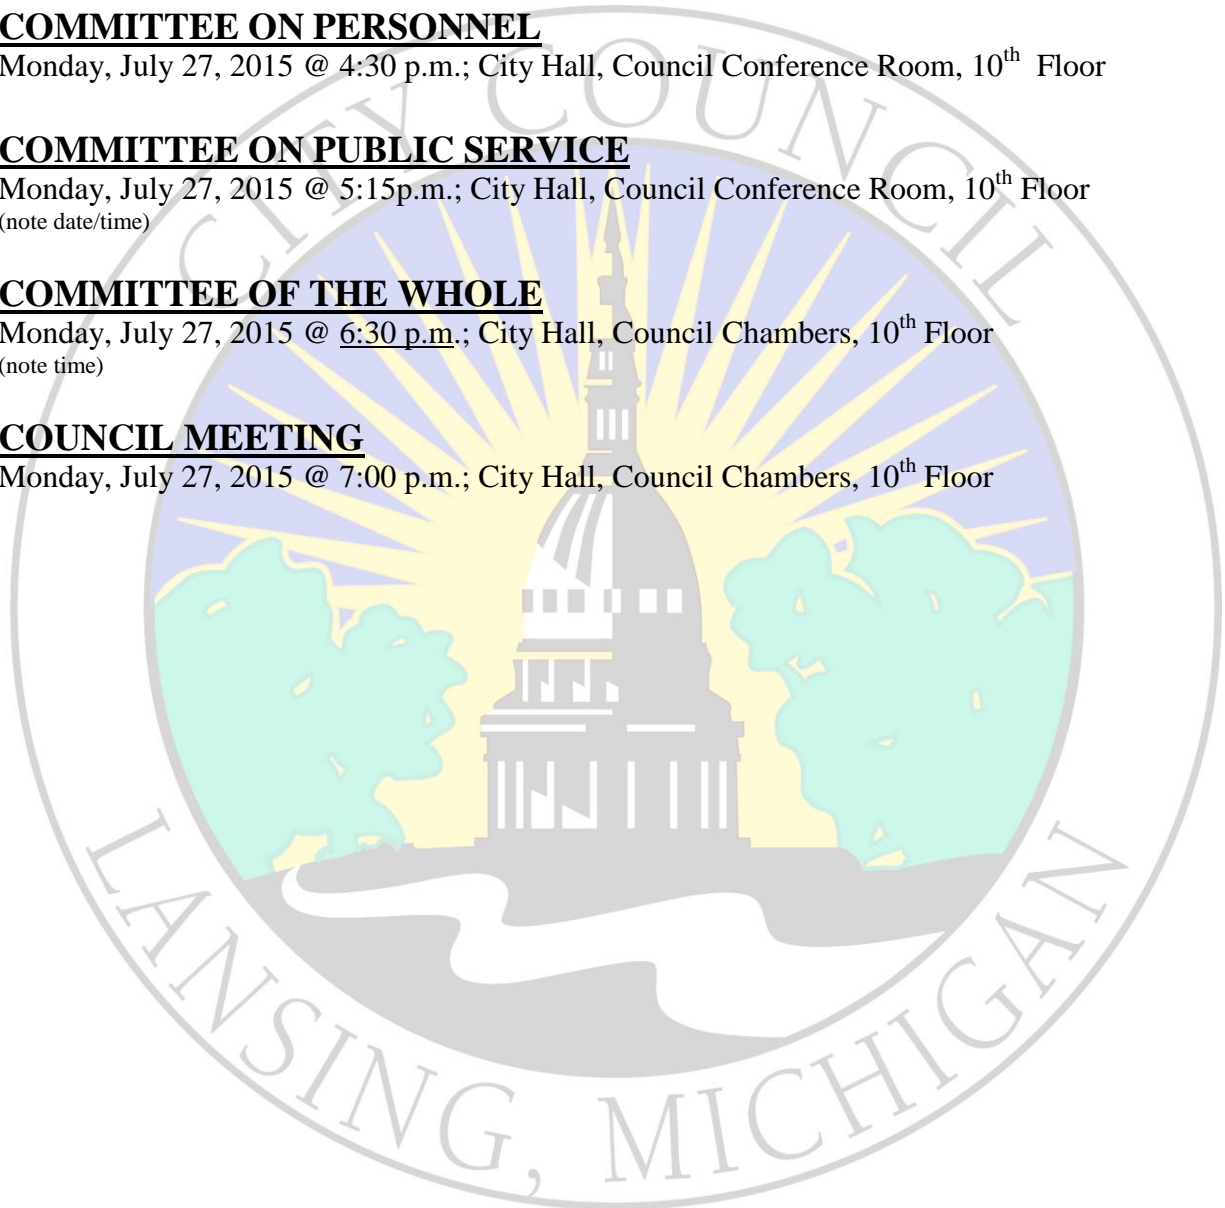 COMMITTEE ON PERSONNEL
Monday, July 27, 2015 @ 4:30 p.m.; City Hall, Council Conference Room, 10th Floor
COMMITTEE ON PUBLIC SERVICE
Monday, July 27, 2015 @ 5:15p.m.; City Hall, Council Conference Room, 10th Floor
(note date/time)
COMMITTEE OF THE WHOLE
Monday, July 27, 2015 @ 6:30 p.m.; City Hall, Council Chambers, 10th Floor
(note time)
COUNCIL MEETING
Monday, July 27, 2015 @ 7:00 p.m.; City Hall, Council Chambers, 10th Floor
CITY COUNCIL
LANSING, MICHIGAN